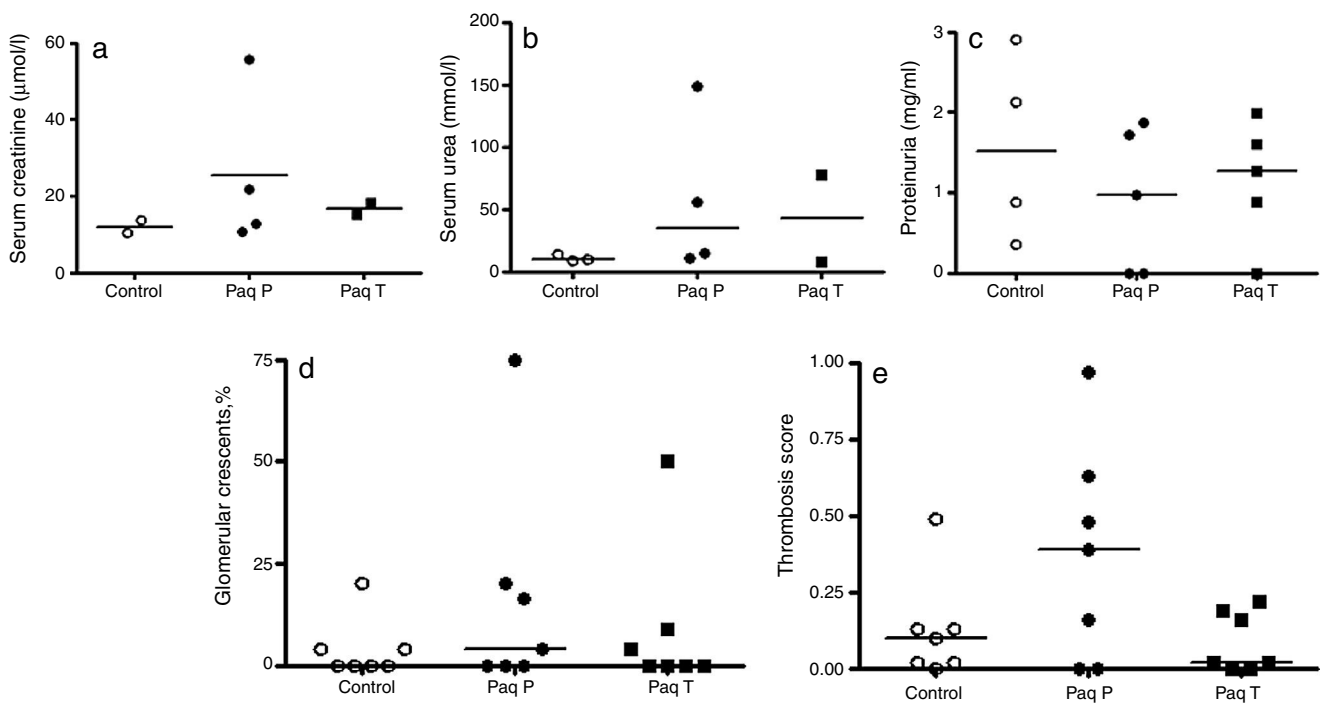 a
Serum creatinine (μmol/l)
60
40
20
0
Control Paq P Paq T
b
Serum urea (mmol/l)
200
150
100
50
0
Control Paq P Paq T
c
Proteinuria (mg/ml)
3
2
1
0
Control Paq P Paq T
d
Glomerular crescents,%
75
50
25
0
Control Paq P Paq T
e
Thrombosis score
1.00
0.75
0.50
0.25
0.00
Control Paq P Paq T